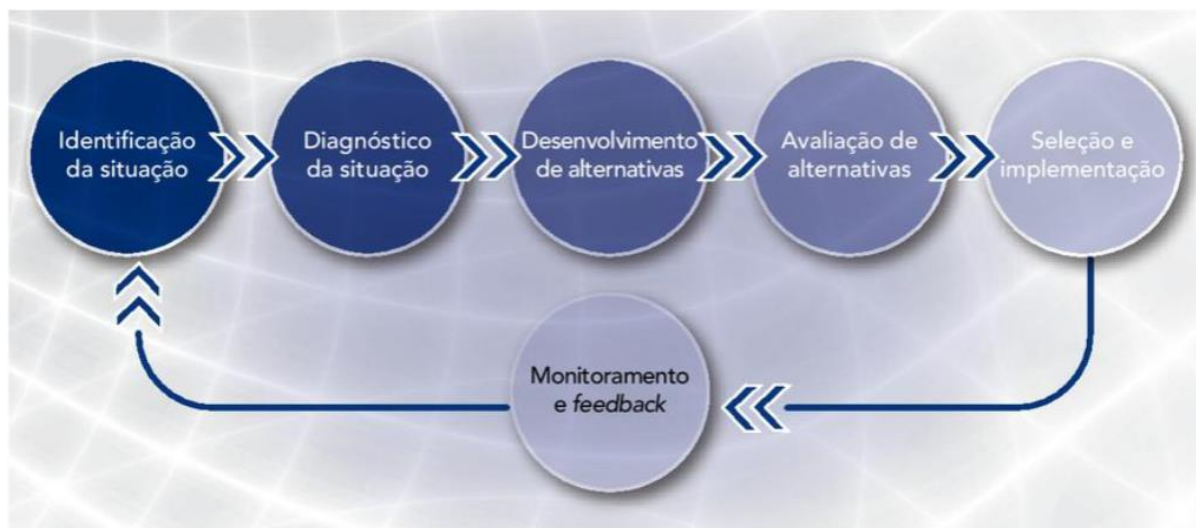 Identificação
da situação
Diagnóstico
da situação
Desenvolvimento
de alternativas
Avaliação de
alternativas
Seleção e
implementação
Monitoramento
e feedback